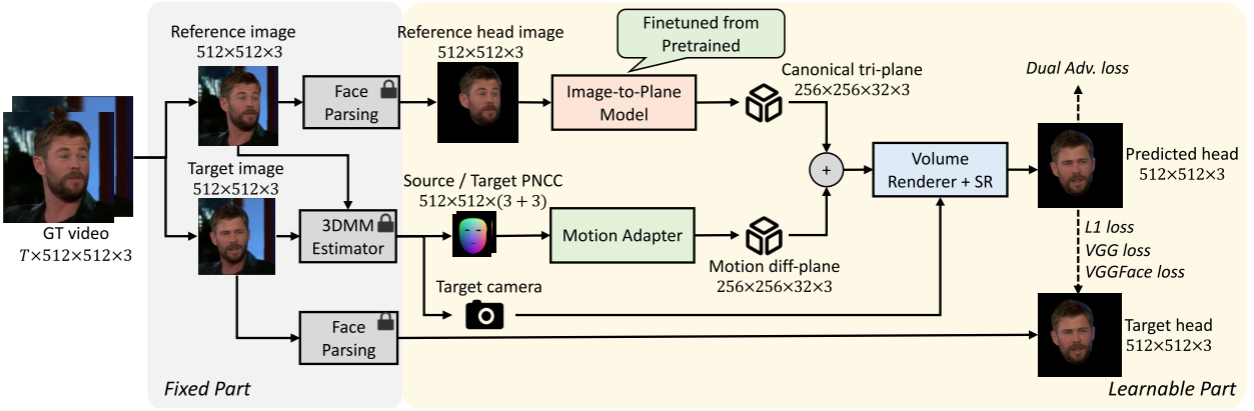 GT video
T×512×512×3
Reference image
512×512×3
Target image
512×512×3
Face
Parsing
3DMM
Estimator
Face
Parsing
Fixed Part
Reference head image
512×512×3
Finetuned from
Pretrained
Image-to-Plane
Model
Canonical tri-plane
256×256×32×3
Source / Target PNCC
512×512×(3 + 3)
Motion Adapter
Motion diff-plane
256×256×32×3
Target camera
+
Volume
Renderer + SR
Dual Adv. loss
Predicted head
512×512×3
L1 loss
VGG loss
VGGFace loss
Target head
512×512×3
Learnable Part